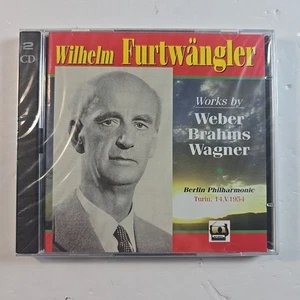 2
CD
Wilhelm Furtwängler
Works by
Weber
Brahms
Wagner
Berlin Philharmonic
Turin, 14.V.1954